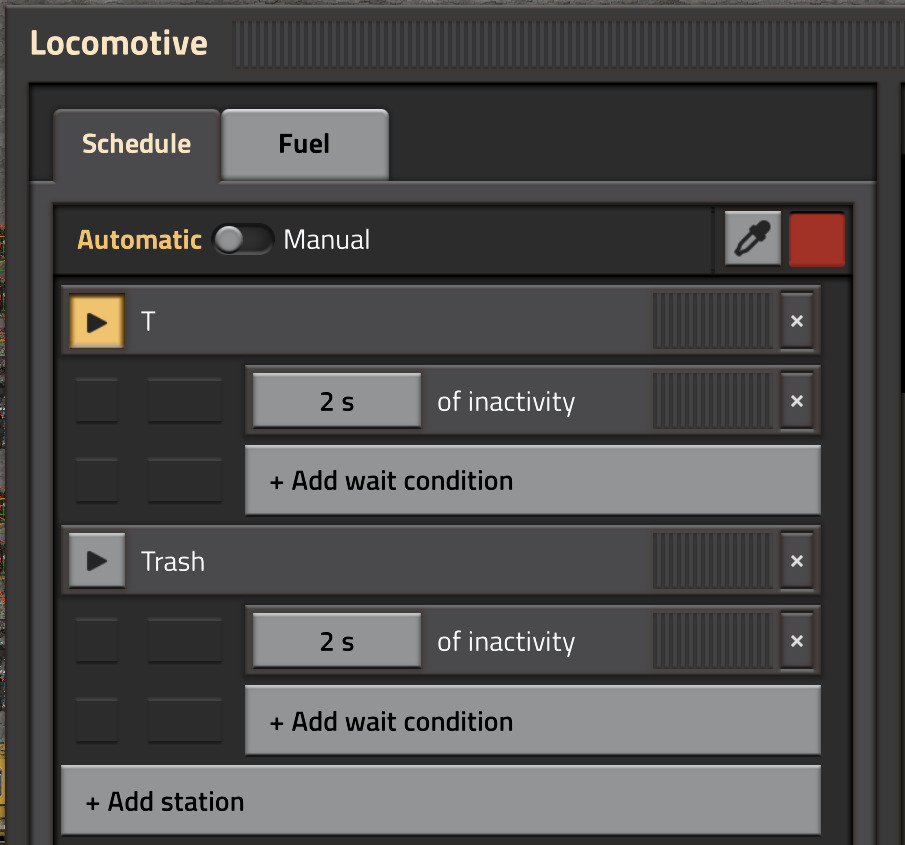 Locomotive
Schedule Fuel
Automatic Manual
T ×
2 s of inactivity ×
+ Add wait condition
Trash ×
2 s of inactivity ×
+ Add wait condition
+ Add station